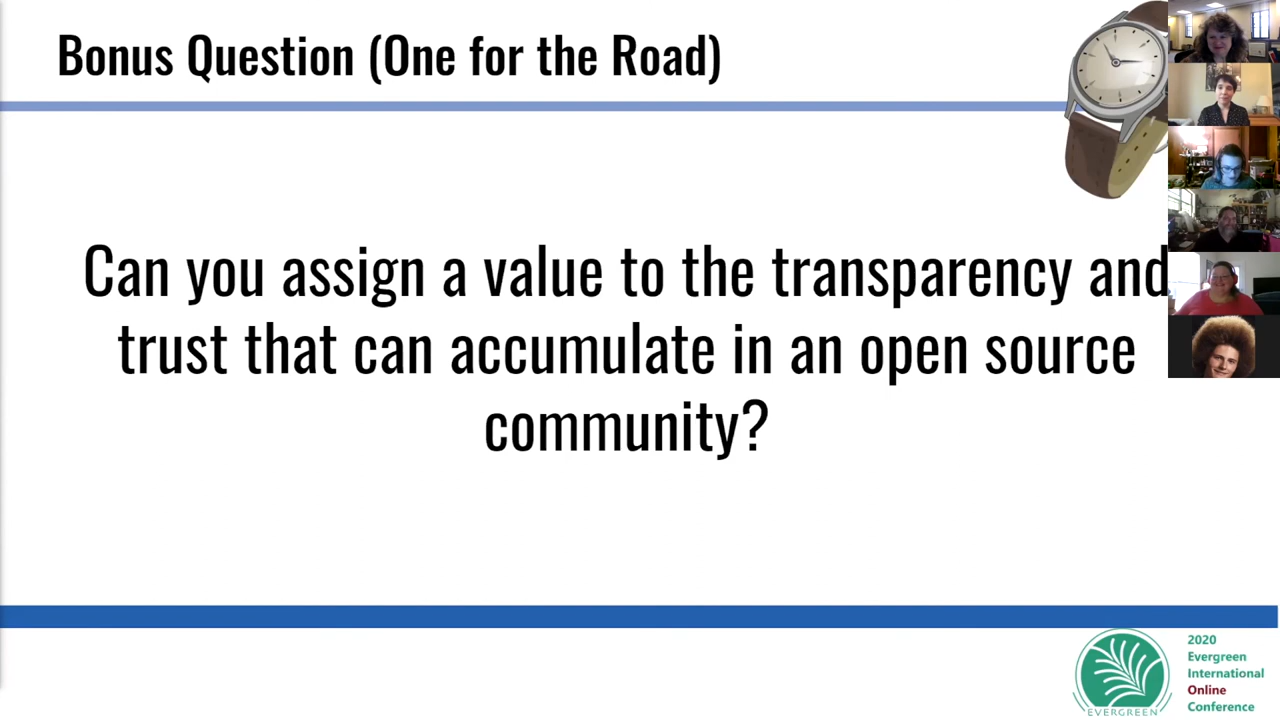 Bonus Question (One for the Road)
Can you assign a value to the transparency and
trust that can accumulate in an open source
community?
EVERGREEN
2020
Evergreen
International
Online
Conference